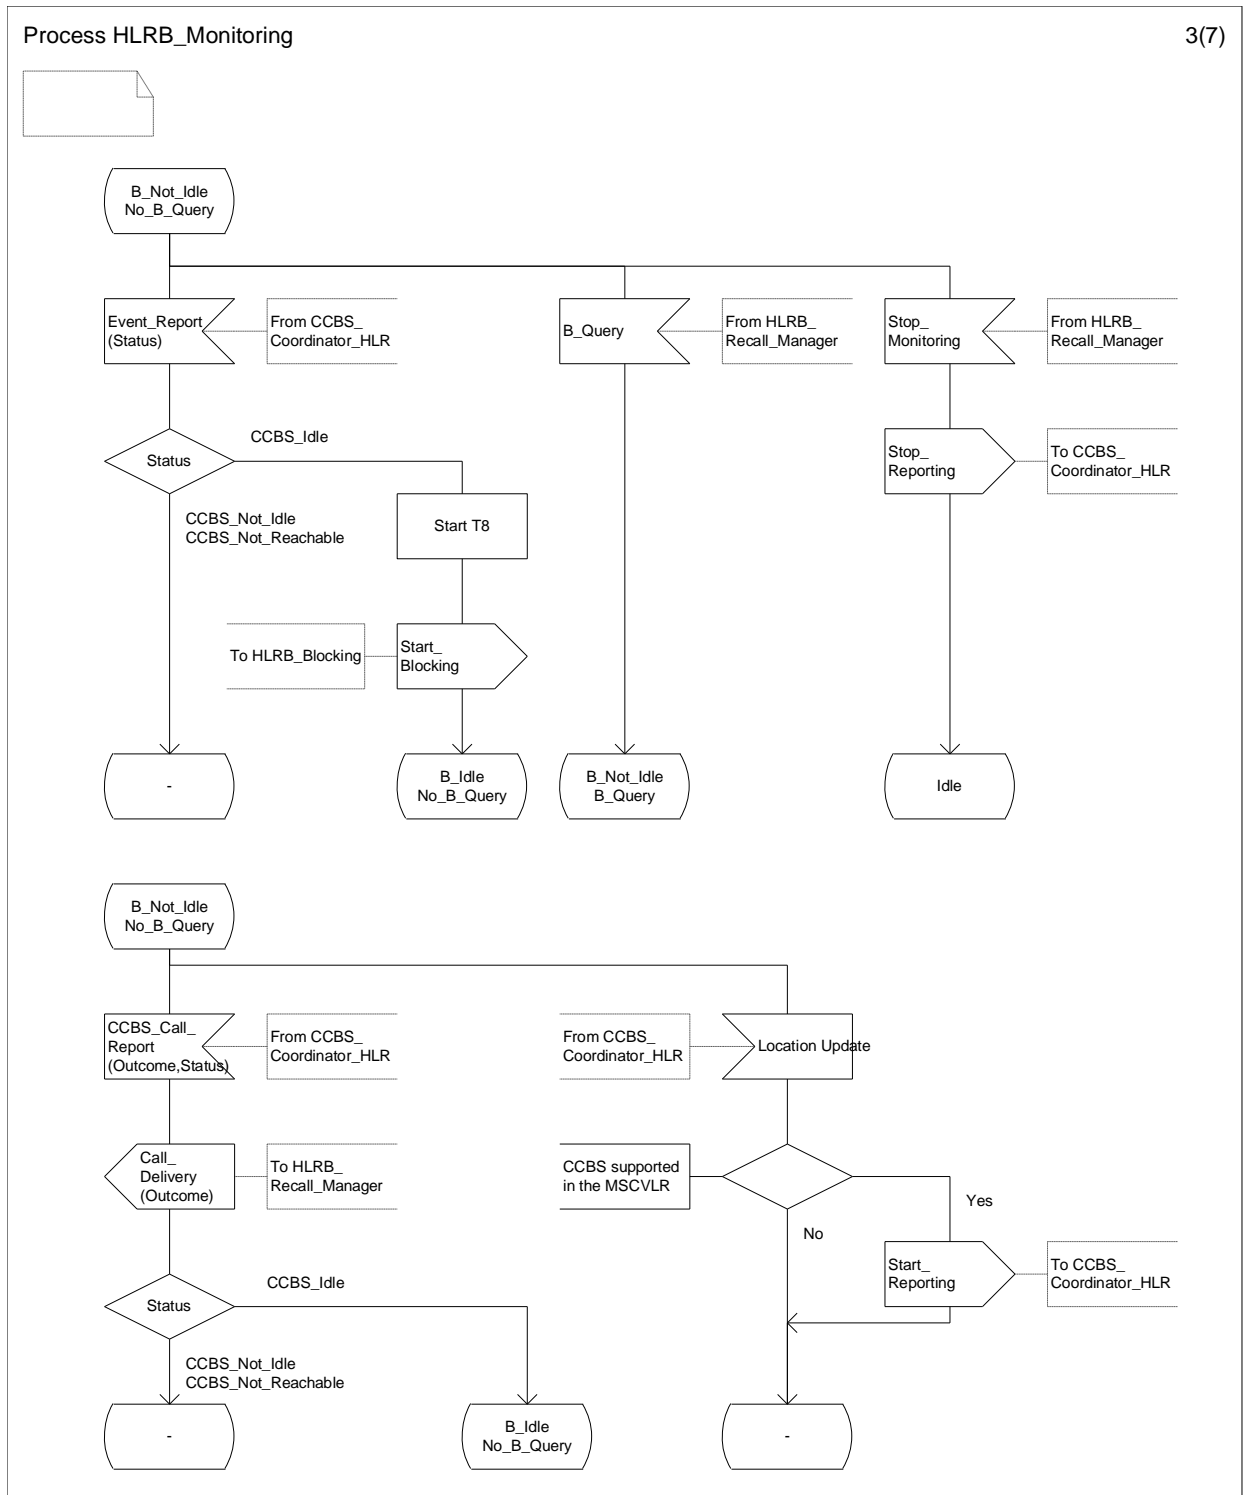 Process HLRB_Monitoring
3(7)
B_Not_Idle
No_B_Query
Event_Report
(Status)
From CCBS_
Coordinator_HLR
B_Query
From HLRB_
Recall_Manager
Stop_
Monitoring
From HLRB_
Recall_Manager
Status
CCBS_Idle
Stop_
Reporting
To CCBS_
Coordinator_HLR
CCBS_Not_Idle
CCBS_Not_Reachable
Start T8
To HLRB_Blocking
Start_
Blocking
-
B_Idle
No_B_Query
B_Not_Idle
B_Query
Idle
B_Not_Idle
No_B_Query
CCBS_Call_
Report
(Outcome,Status)
From CCBS_
Coordinator_HLR
From CCBS_
Coordinator_HLR
Location Update
Call_
Delivery
(Outcome)
To HLRB_
Recall_Manager
CCBS supported
in the MSCVLR
Yes
No
Start_
Reporting
To CCBS_
Coordinator_HLR
Status
CCBS_Idle
CCBS_Not_Idle
CCBS_Not_Reachable
-
B_Idle
No_B_Query
-